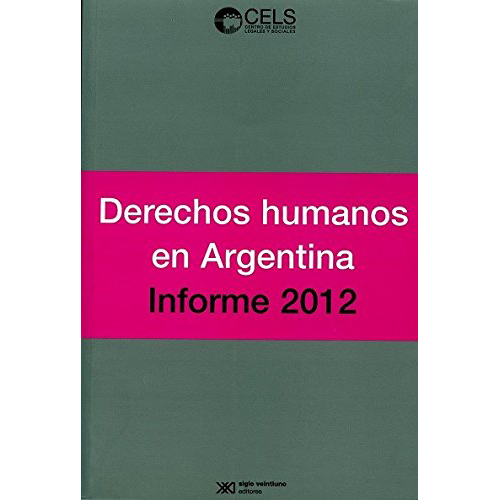 CELS
CENTRO DE ESTUDIOS
LEGALES Y SOCIALES
Derechos humanos
en Argentina
Informe 2012
siglo veintiuno
editores